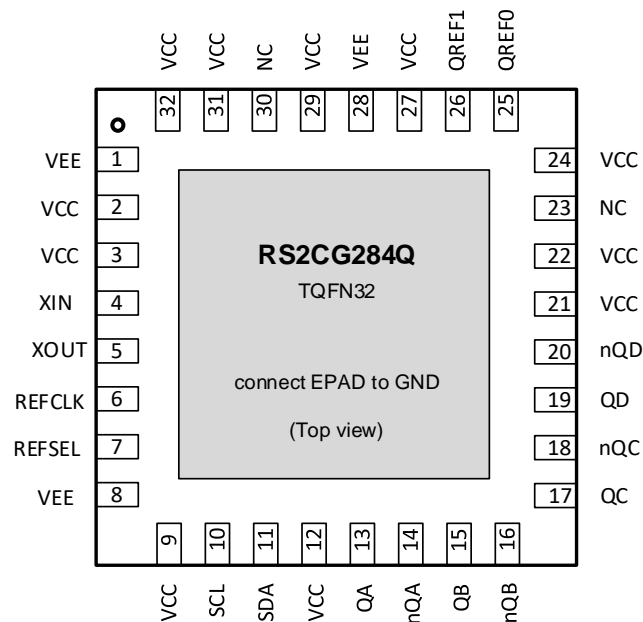 VCC
VCC
NC
VCC
VEE
VCC
QREF1
QREF0
32
31
30
29
28
27
26
25
VEE 1
VCC 2
VCC 3
XIN 4
XOUT 5
REFCLK 6
REFSEL 7
VEE 8
RS2CG284Q
TQFN32
connect EPAD to GND
(Top view)
24 VCC
23 NC
22 VCC
21 VCC
20 nQD
19 QD
18 nQC
17 QC
9
10
11
12
13
14
15
16
VCC
SCL
SDA
VCC
QA
nQA
QB
nQB